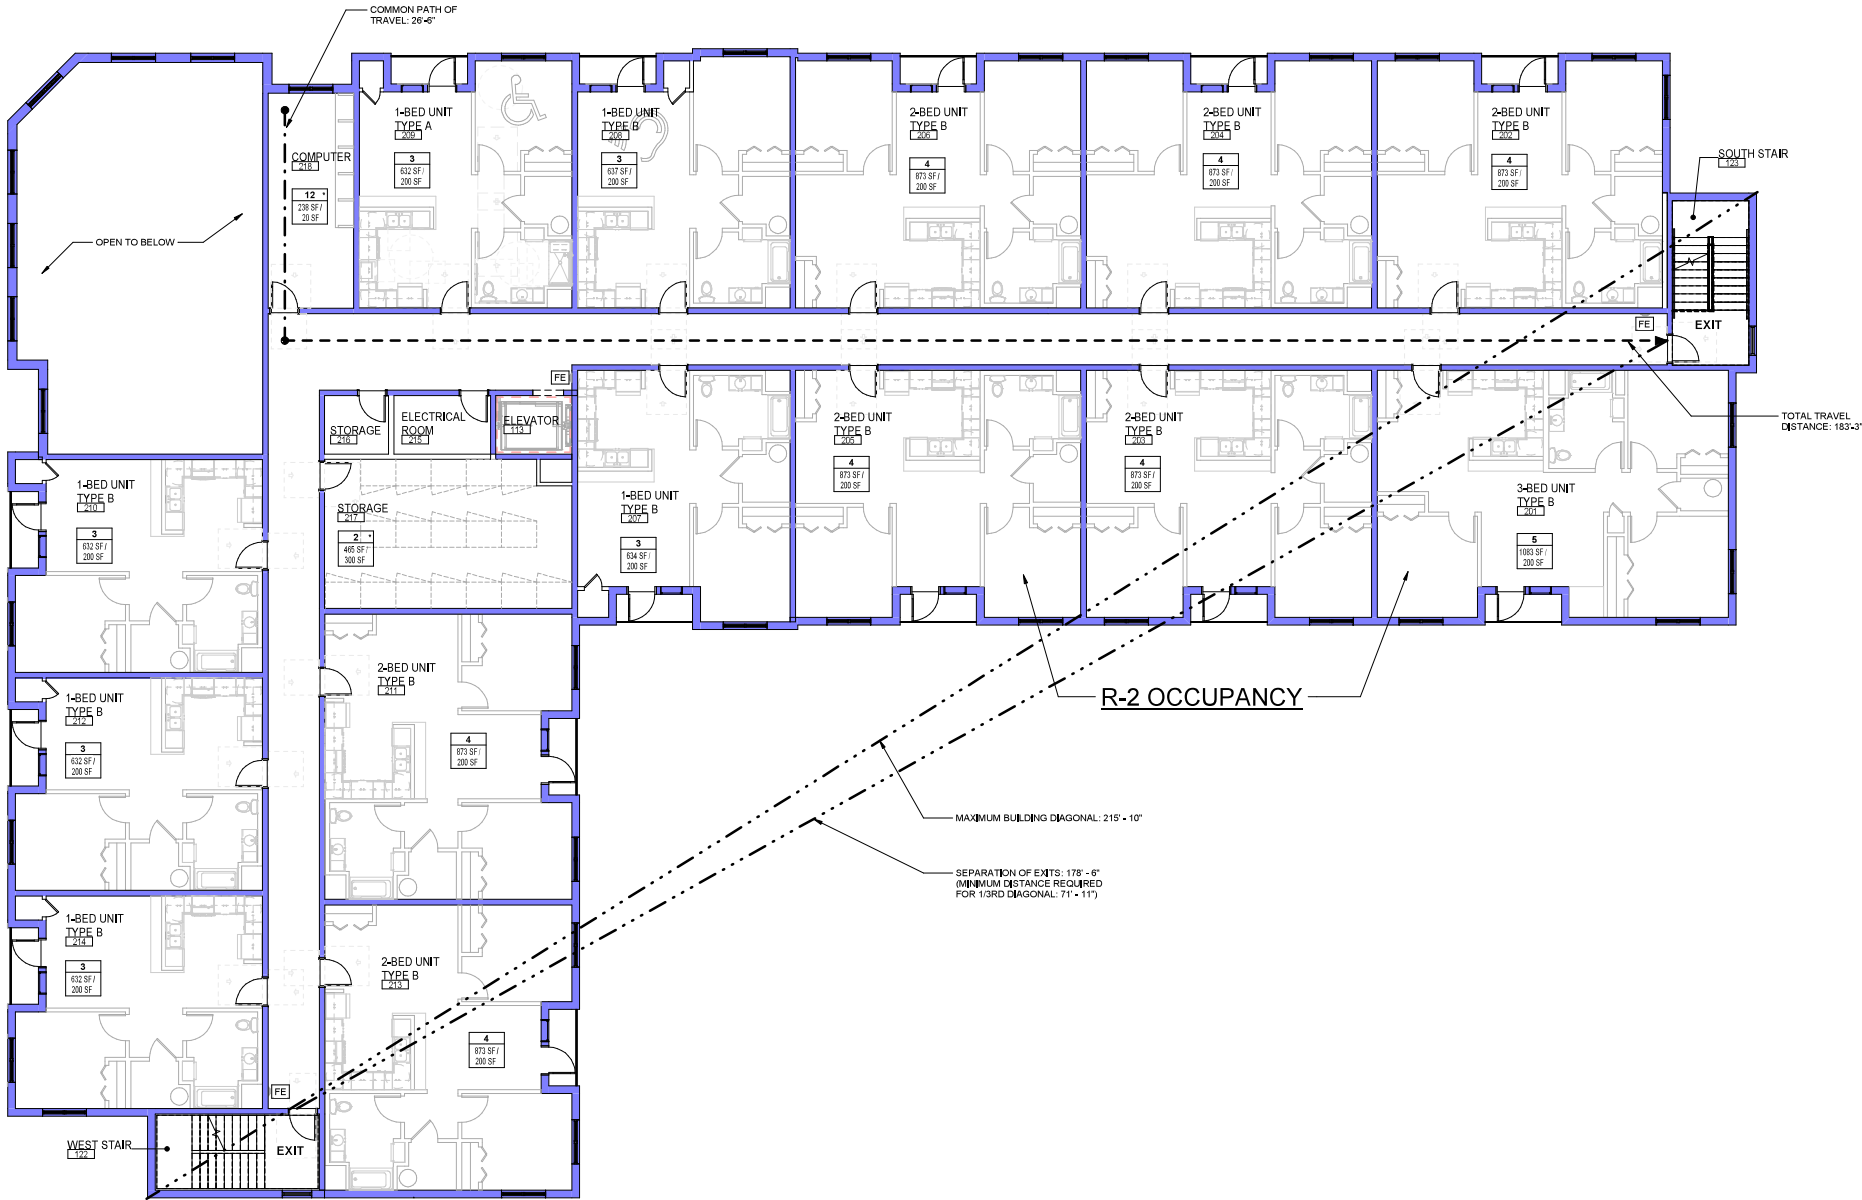 COMMON PATH OF
TRAVEL: 26'-6"
1-BED UNIT
TYPE A
209
3
632 SF /
200 SF
1-BED UNIT
TYPE B
208
3
637 SF /
200 SF
2-BED UNIT
TYPE B
206
4
873 SF /
200 SF
2-BED UNIT
TYPE B
204
4
873 SF /
200 SF
2-BED UNIT
TYPE B
202
4
873 SF /
200 SF
COMPUTER
218
12 *
238 SF /
20 SF
SOUTH STAIR
123
OPEN TO BELOW
FE
EXIT
FE
STORAGE
216
ELECTRICAL
ROOM
215
ELEVATOR
113
TOTAL TRAVEL
DISTANCE: 183'-3"
2-BED UNIT
TYPE B
205
4
873 SF /
200 SF
2-BED UNIT
TYPE B
203
4
873 SF /
200 SF
1-BED UNIT
TYPE B
207
3
634 SF /
200 SF
3-BED UNIT
TYPE B
201
5
1083 SF /
200 SF
1-BED UNIT
TYPE B
210
3
632 SF /
200 SF
STORAGE
217
2 *
465 SF /
300 SF
2-BED UNIT
TYPE B
211
4
873 SF /
200 SF
R-2 OCCUPANCY
1-BED UNIT
TYPE B
212
3
632 SF /
200 SF
MAXIMUM BUILDING DIAGONAL: 215' - 10"
SEPARATION OF EXITS: 178' - 6"
(MINIMUM DISTANCE REQUIRED
FOR 1/3RD DIAGONAL: 71' - 11")
1-BED UNIT
TYPE B
214
3
632 SF /
200 SF
2-BED UNIT
TYPE B
213
4
873 SF /
200 SF
FE
WEST STAIR
122
EXIT